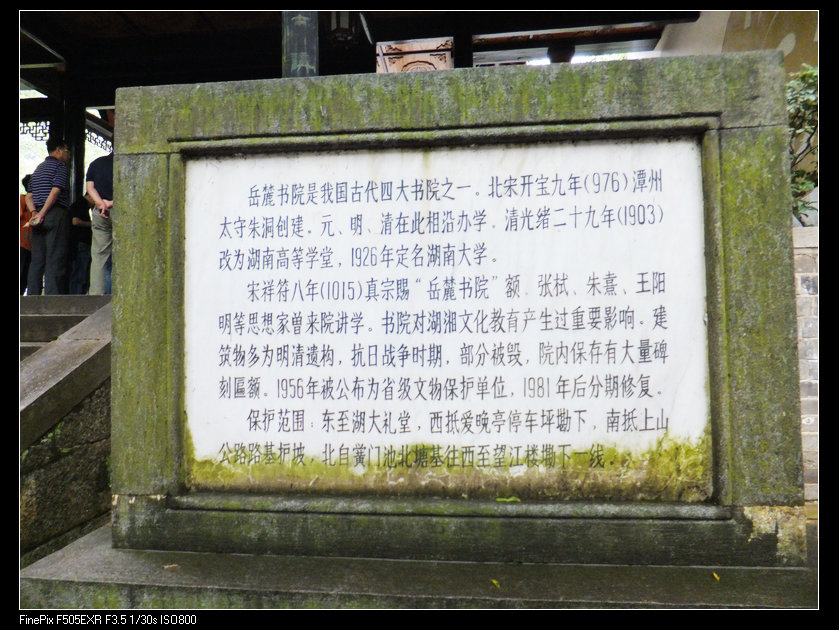 岳麓书院是我国古代四大书院之一。北宋开宝九年(976)潭州
太守朱洞创建。元、明、清在此相沿办学。清光绪二十九年(1903)
改为湖南高等学堂，1926年定名湖南大学。
宋祥符八年(1015)真宗赐“岳麓书院”额。张栻、朱熹、王阳
明等思想家曾来院讲学。书院对湖湘文化教育产生过重要影响。建
筑物多为明清遗构，抗日战争时期，部分被毁，院内保存有大量碑
刻匾额。1956年被公布为省级文物保护单位，1981年后分期修复。
保护范围：东至湖大礼堂，西抵爱晚亭停车坪坳下，南抵上山
公路路基护坡，北自黉门池北塘基往西至望江楼坳下一线。
FinePix F505EXR F3.5 1/30s ISO800